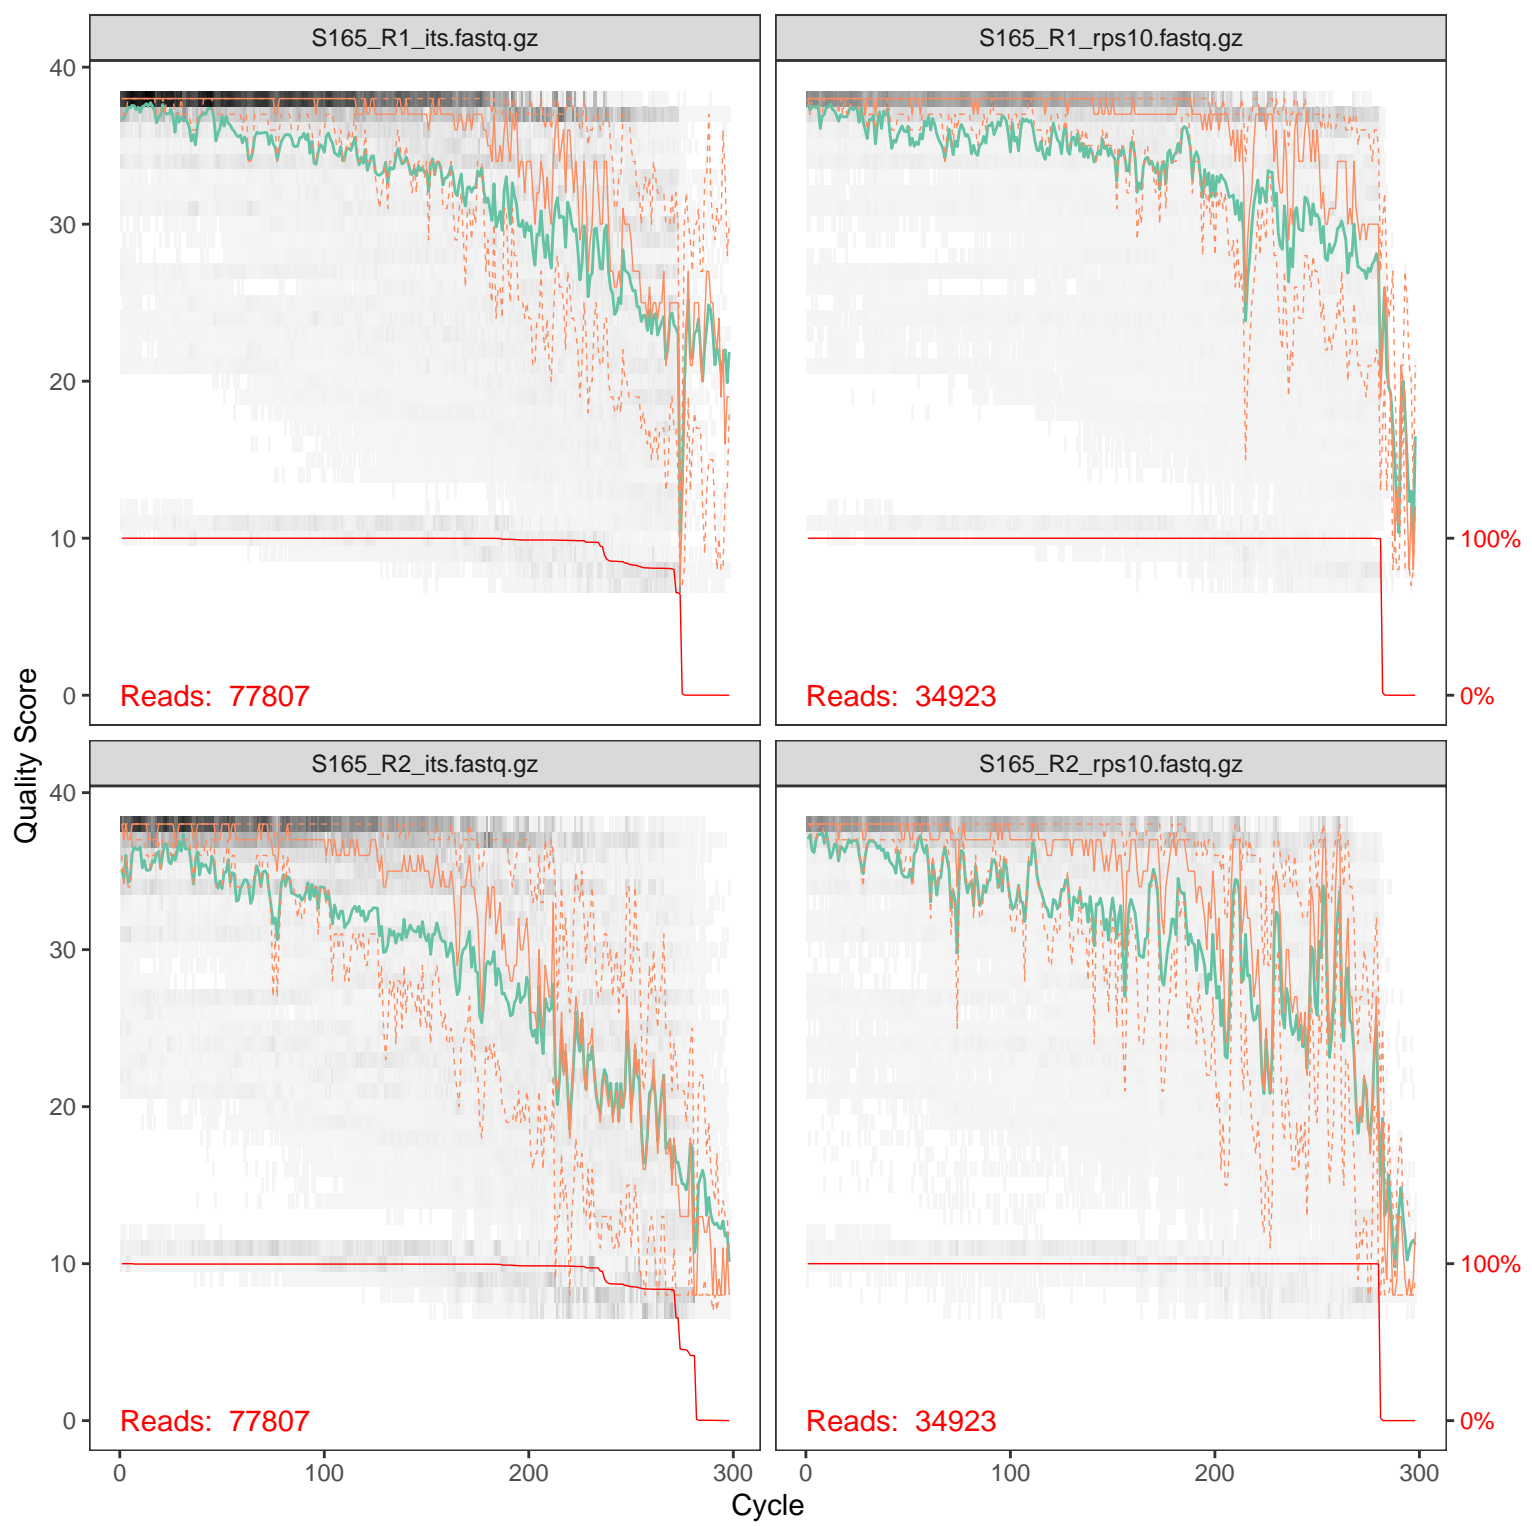 S165_R1_its.fastq.gz
S165_R1_rps10.fastq.gz
40
30
20
10
0
100%
0%
Reads: 77807
Reads: 34923
Quality Score
S165_R2_its.fastq.gz
S165_R2_rps10.fastq.gz
40
30
20
10
0
100%
0%
Reads: 77807
Reads: 34923
0
100
200
300
0
100
200
300
Cycle